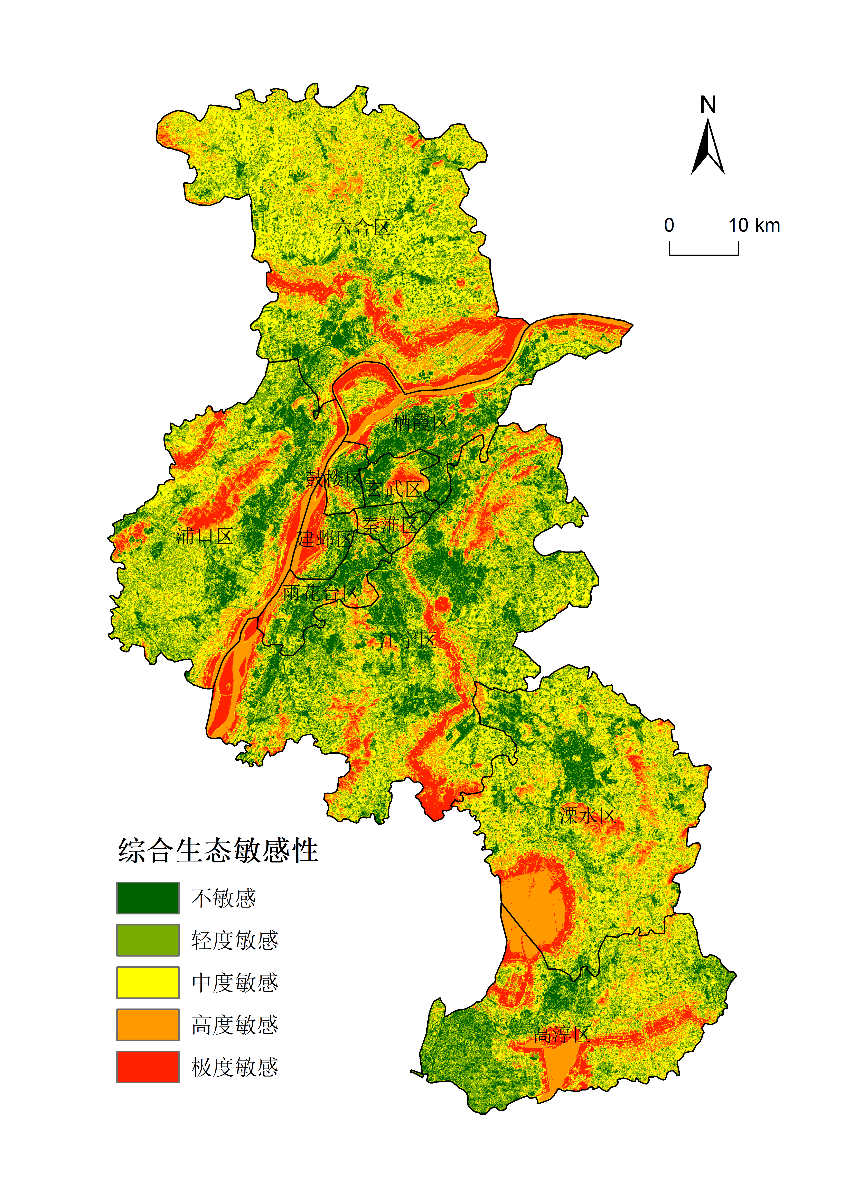 N
0 10 km
六合区
栖霞区
鼓楼区
玄武区
秦淮区
浦口区
建邺区
雨花台区
江宁区
溧水区
综合生态敏感性
不敏感
轻度敏感
中度敏感
高度敏感
极度敏感
高淳区